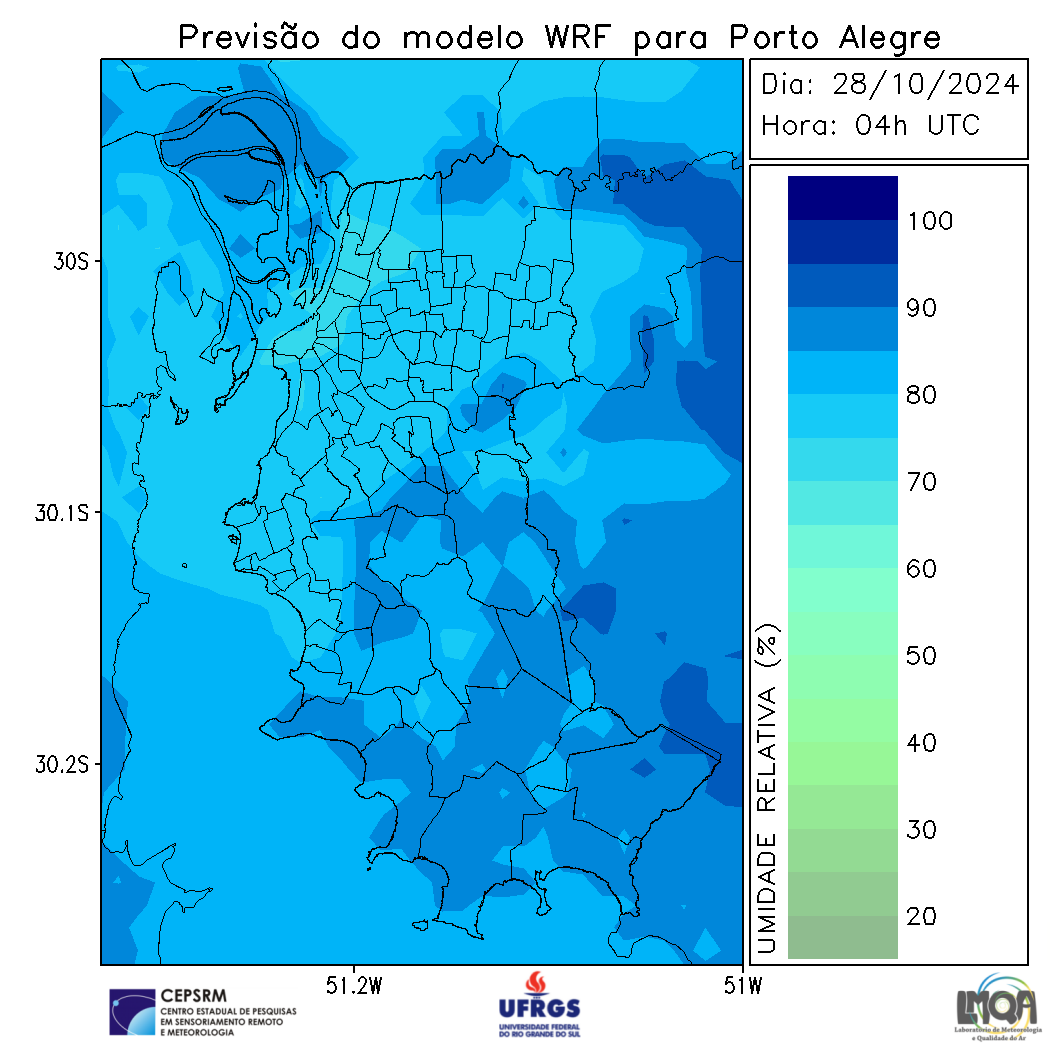 Previsão do modelo WRF para Porto Alegre
Dia: 28/10/2024
Hora: 04h UTC
30S
30.1S
30.2S
51.2W
51W
UMIDADE RELATIVA (%)
100
90
80
70
60
50
40
30
20
CEPSRM
CENTRO ESTADUAL DE PESQUISAS
EM SENSORIAMENTO REMOTO
E METEOROLOGIA
UFRGS
UNIVERSIDADE FEDERAL
DO RIO GRANDE DO SUL
LMQA
Laboratório de Meteorologia
e Qualidade do Ar